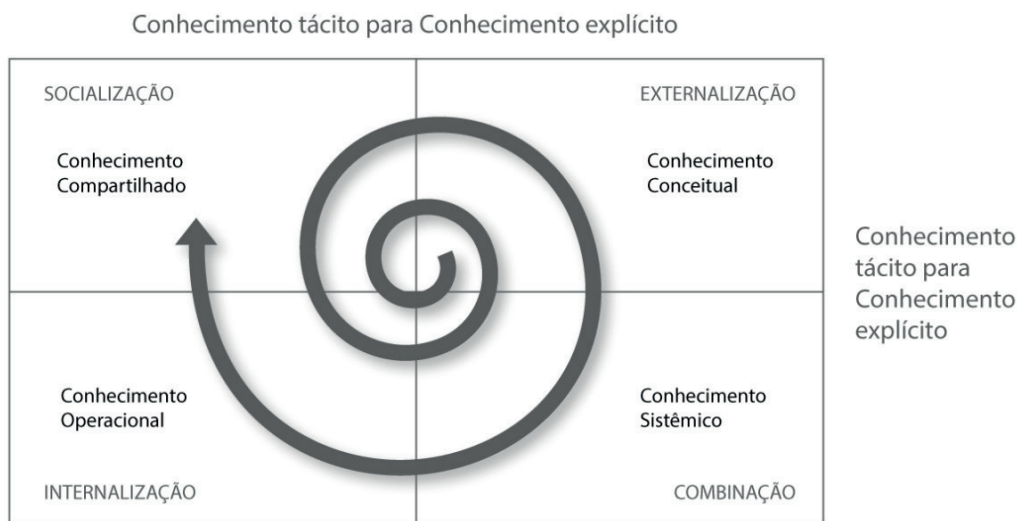 Conhecimento tácito para Conhecimento explícito
SOCIALIZAÇÃO
EXTERNALIZAÇÃO
Conhecimento
Compartilhado
Conhecimento
Conceitual
Conhecimento
tácito para
Conhecimento
explícito
Conhecimento
Operacional
Conhecimento
Sistêmico
INTERNALIZAÇÃO
COMBINAÇÃO